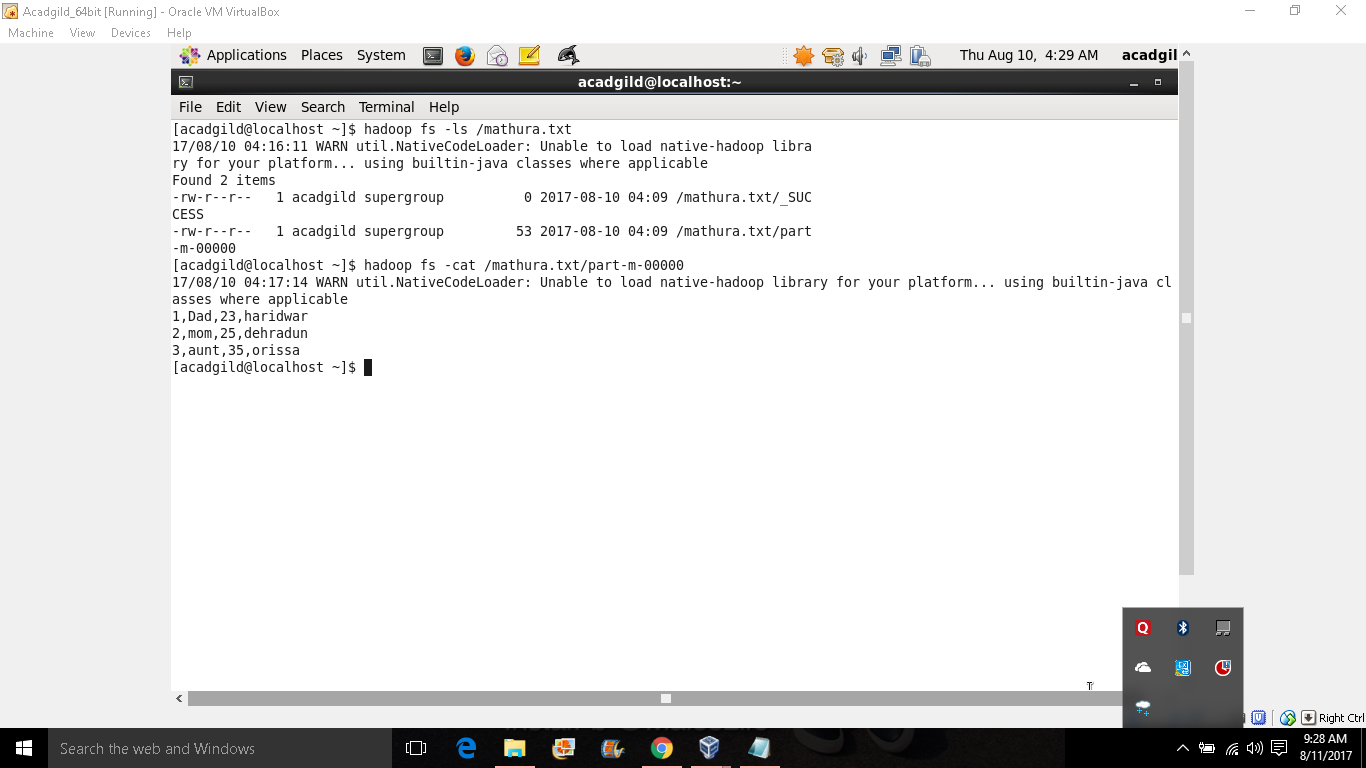 Acadgild_64bit [Running] - Oracle VM VirtualBox
Machine View Devices Help
Applications Places System Thu Aug 10, 4:29 AM acadgil
acadgild@localhost:~
File Edit View Search Terminal Help
[acadgild@localhost ~]$ hadoop fs -ls /mathura.txt
17/08/10 04:16:11 WARN util.NativeCodeLoader: Unable to load native-hadoop libra
ry for your platform... using builtin-java classes where applicable
Found 2 items
-rw-r--r--   1 acadgild supergroup          0 2017-08-10 04:09 /mathura.txt/_SUC
CESS
-rw-r--r--   1 acadgild supergroup         53 2017-08-10 04:09 /mathura.txt/part
-m-00000
[acadgild@localhost ~]$ hadoop fs -cat /mathura.txt/part-m-00000
17/08/10 04:17:14 WARN util.NativeCodeLoader: Unable to load native-hadoop library for your platform... using builtin-java cl
asses where applicable
1,Dad,23,haridwar
2,mom,25,dehradun
3,aunt,35,orissa
[acadgild@localhost ~]$
Q
Right Ctrl
Search the web and Windows
9:28 AM
8/11/2017